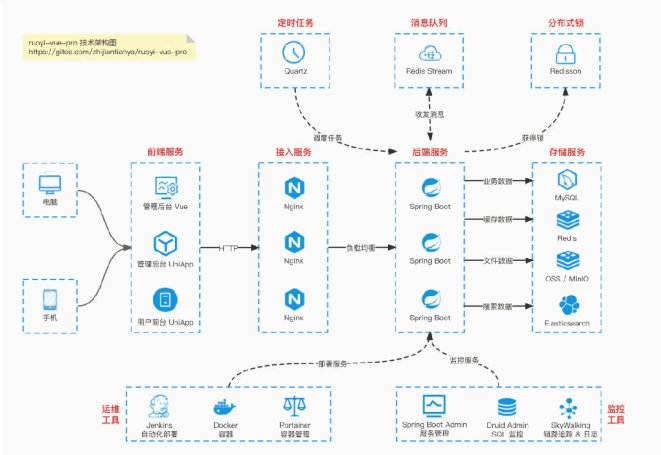 ruoyi-vue-pro 技术架构图
https://gitee.com/zhijiantianya/ruoyi-vue-pro
定时任务
消息队列
分布式锁
Quartz
Redis Stream
Redisson
调度任务
收发消息
获得锁
前端服务
接入服务
后端服务
存储服务
电脑
手机
管理后台 Vue
管理后台 UniApp
用户前台 UniApp
HTTP
Nginx
Nginx
Nginx
负载均衡
Spring Boot
Spring Boot
Spring Boot
业务数据
缓存数据
文件数据
搜索数据
MySQL
Redis
OSS / MinIO
Elasticsearch
部署服务
监控服务
运维
工具
Jenkins
自动化部署
Docker
容器
Portainer
容器管理
Spring Boot Admin
服务管理
Druid Admin
SQL 监控
SkyWalking
链路追踪 & 日志
监控
工具